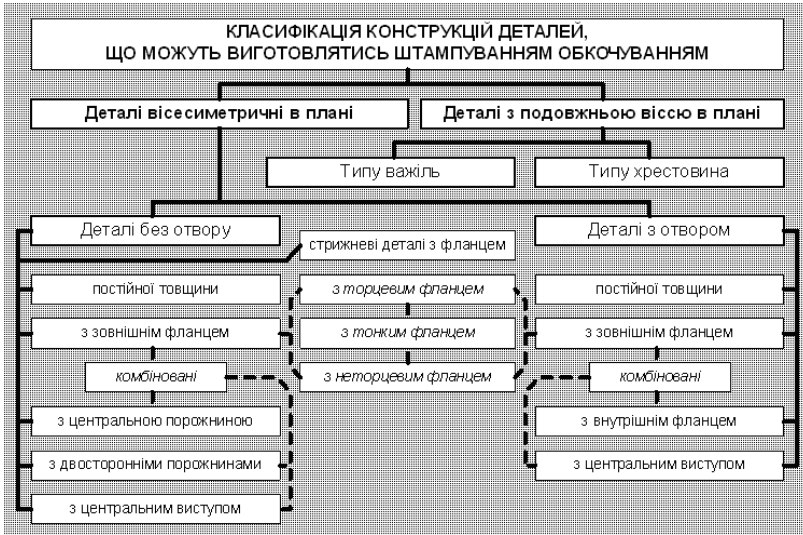 КЛАСИФІКАЦІЯ КОНСТРУКЦІЙ ДЕТАЛЕЙ,
ЩО МОЖУТЬ ВИГОТОВЛЯТИСЬ ШТАМПУВАННЯМ ОБКОЧУВАННЯМ
Деталі вісесиметричні в плані
Деталі з подовжньою віссю в плані
Типу важіль
Типу хрестовина
Деталі без отвору
стрижневі деталі з фланцем
Деталі з отвором
постійної товщини
з торцевим фланцем
постійної товщини
з зовнішнім фланцем
з тонким фланцем
з зовнішнім фланцем
комбіновані
з неторцевим фланцем
комбіновані
з центральною порожниною
з внутрішнім фланцем
з двосторонніми порожнинами
з центральним виступом
з центральним виступом